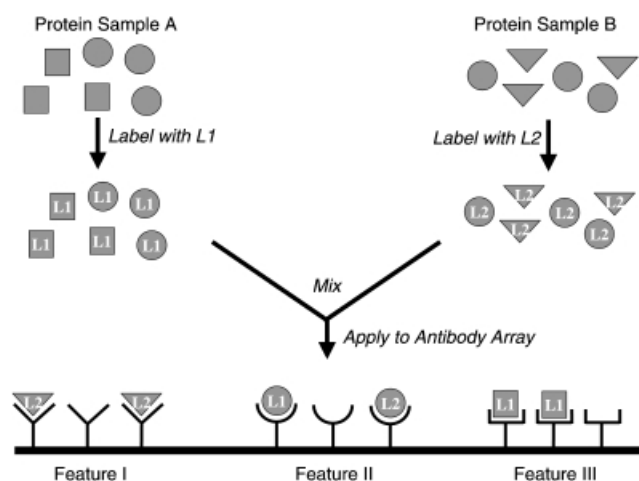 Protein Sample A
Protein Sample B
Label with L1
Label with L2
L1 L1 L1
L1 L1 L1
L2 L2 L2
L2 L2 L2
Mix
Apply to Antibody Array
L2 L2 L1 L2 L1 L1
Feature I Feature II Feature III